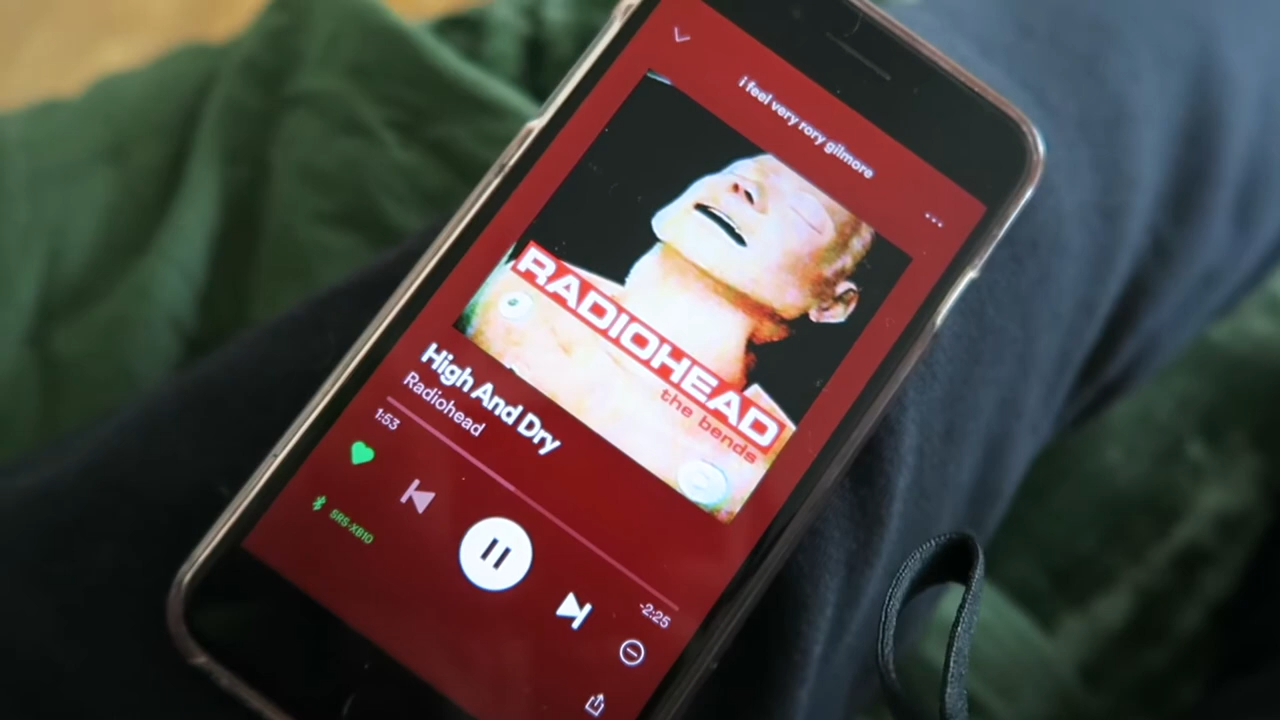 i feel very rory gilmore
RADIOHEAD
the bends
High And Dry
Radiohead
1:53
-2:25
SRS-XB10